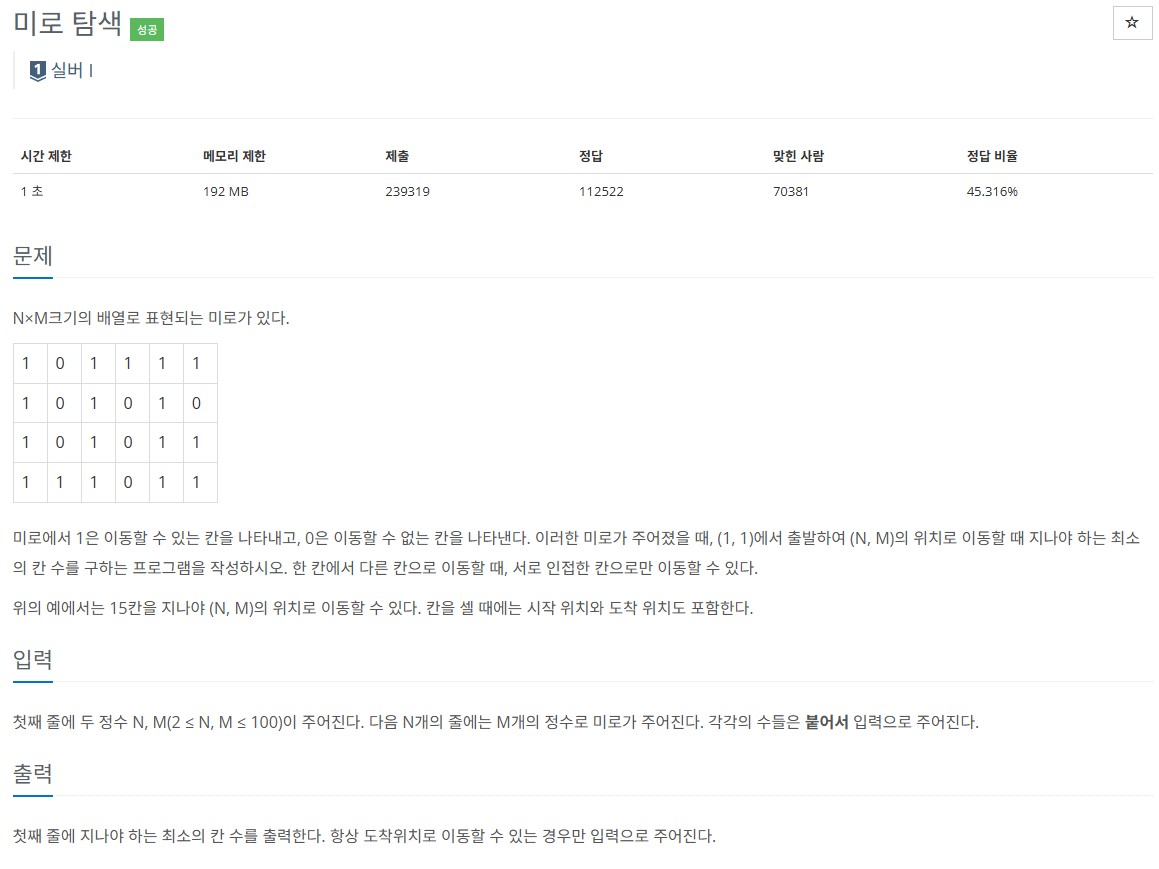 미로 탐색 성공
☆
1 실버 I
시간 제한 메모리 제한 제출 정답 맞힌 사람 정답 비율
1 초 192 MB 239319 112522 70381 45.316%
문제
N×M크기의 배열로 표현되는 미로가 있다.
1 0 1 1 1 1
1 0 1 0 1 0
1 0 1 0 1 1
1 1 1 0 1 1
미로에서 1은 이동할 수 있는 칸을 나타내고, 0은 이동할 수 없는 칸을 나타낸다. 이러한 미로가 주어졌을 때, (1, 1)에서 출발하여 (N, M)의 위치로 이동할 때 지나야 하는 최소
의 칸 수를 구하는 프로그램을 작성하시오. 한 칸에서 다른 칸으로 이동할 때, 서로 인접한 칸으로만 이동할 수 있다.
위의 예에서는 15칸을 지나야 (N, M)의 위치로 이동할 수 있다. 칸을 셀 때에는 시작 위치와 도착 위치도 포함한다.
입력
첫째 줄에 두 정수 N, M(2 ≤ N, M ≤ 100)이 주어진다. 다음 N개의 줄에는 M개의 정수로 미로가 주어진다. 각각의 수들은 붙어서 입력으로 주어진다.
출력
첫째 줄에 지나야 하는 최소의 칸 수를 출력한다. 항상 도착위치로 이동할 수 있는 경우만 입력으로 주어진다.